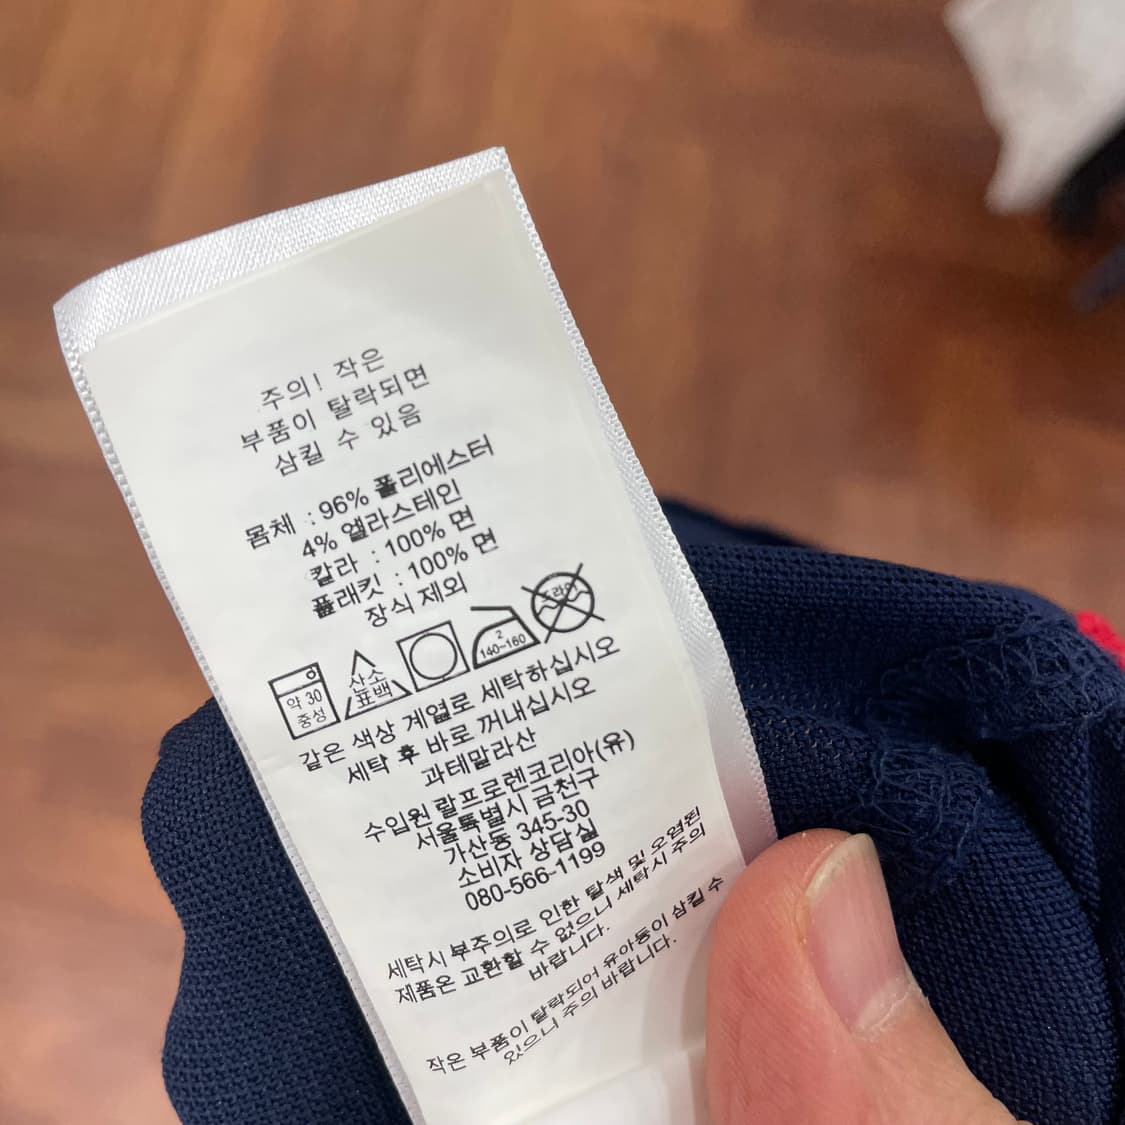 주의! 작은
부품이 탈락되면
삼킬 수 있음
몸체 : 96% 폴리에스터
4% 엘라스테인
칼라 : 100% 면
플래킷 : 100% 면
장식 제외
약 30
중성
산소
표백
2
140~160
드라이
같은 색상 계열로 세탁하십시오
세탁 후 바로 꺼내십시오
과테말라산
수입원 랄프로렌코리아(유)
서울특별시 금천구
가산동 345-30
소비자 상담실
080-566-1199
세탁시 부주의로 인한 탈색 및 오염된
제품은 교환할 수 없으니 세탁시 주의
바랍니다.
작은 부품이 탈락되어 유아동이 삼킬 수
있으니 주의 바랍니다.